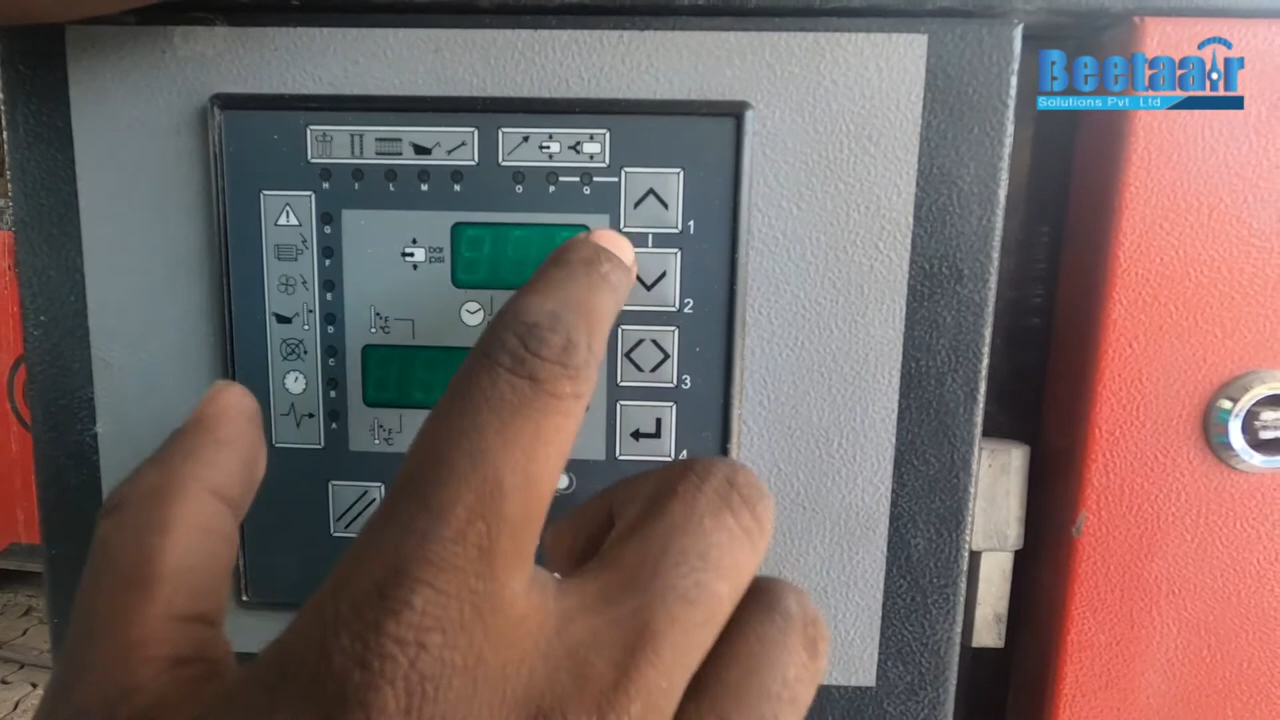 Beetaair
Solutions Pvt. Ltd
H I L M N
O P Q
1
G
bar
psi
F
E
2
°F
°C
D
C
3
B
A
°F
°C
4